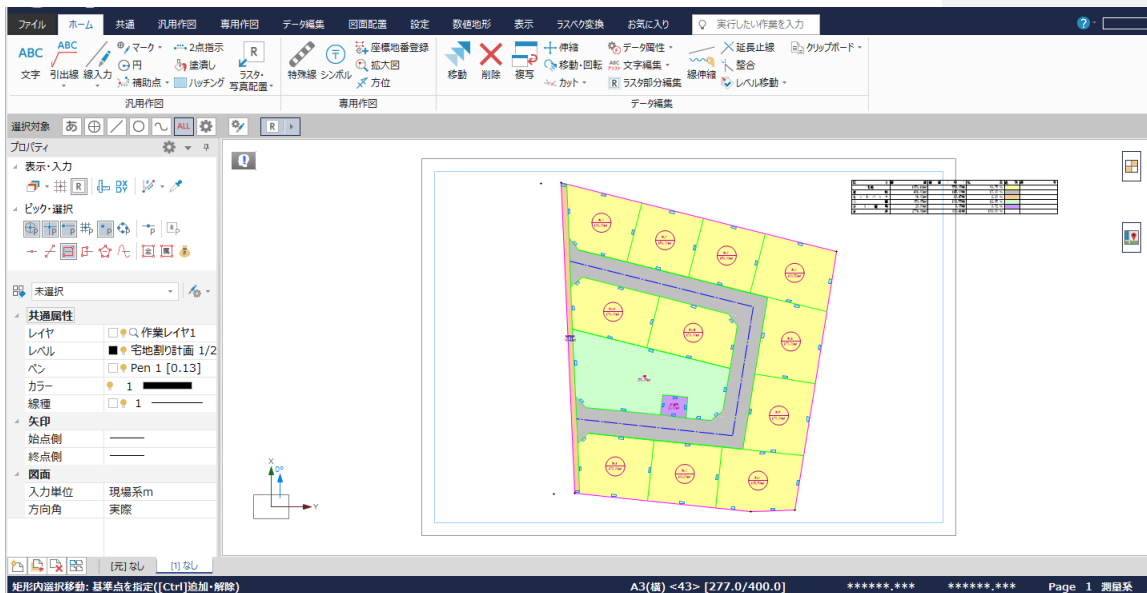 ファイル ホーム 共通 汎用作図 専用作図 データ編集 図面配置 設定 数値地形 表示 ラスベク変換 お気に入り 実行したい作業を入力 ?
ABC ABC マーク 2点指示 R 座標地番登録 伸縮 データ属性 延長止線 クリップボード
円 塗潰し 拡大図 移動・回転 文字編集 整合
文字 引出線 線入力 補助点 ハッチング ラスタ・写真配置 特殊線 シンボル 方位 移動 削除 複写 カット R ラスタ部分編集 線伸縮 レベル移動
汎用作図 専用作図 データ編集
選択対象 あ ALL R
プロパティ
表示・入力
R
ピック・選択
未選択
共通属性
レイヤ 作業レイヤ1
レベル 宅地割り計画 1/2
ペン Pen 1 [0.13]
カラー 1
線種 1
矢印
始点側
終点側
図面
入力単位 現場系m
方向角 実際
X
0°
Y
[元] なし [1] なし
矩形内選択移動: 基準点を指定([Ctrl]追加・解除) A3(横) <43> [277.0/400.0] ******.*** ******.*** Page 1 測量系